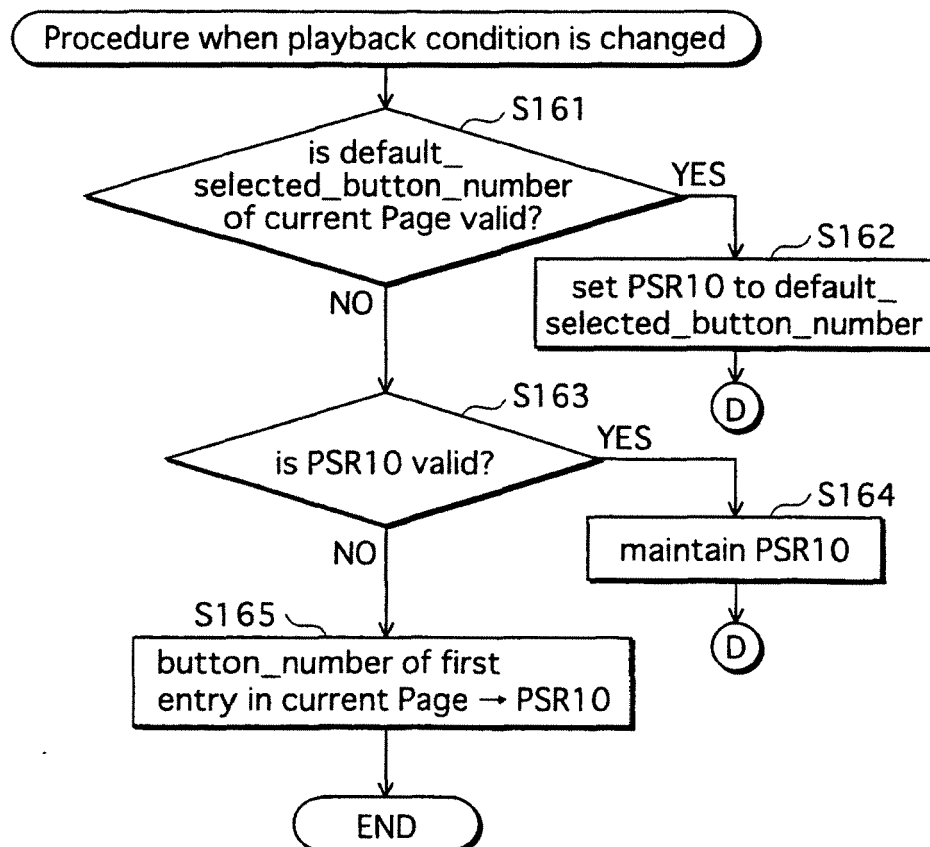 Procedure when playback condition is changed
S161
is default_
selected_button_number
of current Page valid?
YES
NO
S162
set PSR10 to default_
selected_button_number
D
S163
is PSR10 valid?
YES
NO
S164
maintain PSR10
D
S165
button_number of first
entry in current Page → PSR10
END